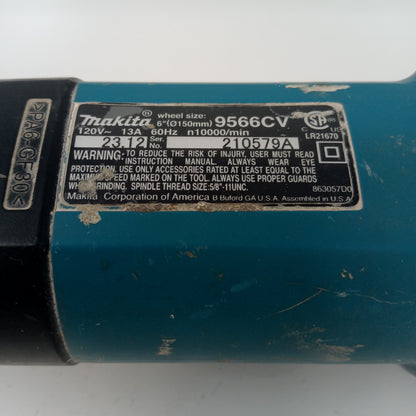 >PA6-GF30<
makita ® wheel size: 6"(Ø150mm) 9566CV
120V~ 13A 60Hz n10000/min
23.12 Ser. No. 210579A
C US
LR21670
WARNING: TO REDUCE THE RISK OF INJURY, USER MUST READ
INSTRUCTION MANUAL. ALWAYS WEAR EYE
PROTECTION. USE ONLY ACCESSORIES RATED AT LEAST EQUAL TO THE
MAXIMUM SPEED MARKED ON THE TOOL. ALWAYS USE PROPER GUARDS
WHEN GRINDING. SPINDLE THREAD SIZE:5/8"-11UNC.
863057D0
Makita Corporation of America B Buford GA U.S.A. Assembled in U.S.A.